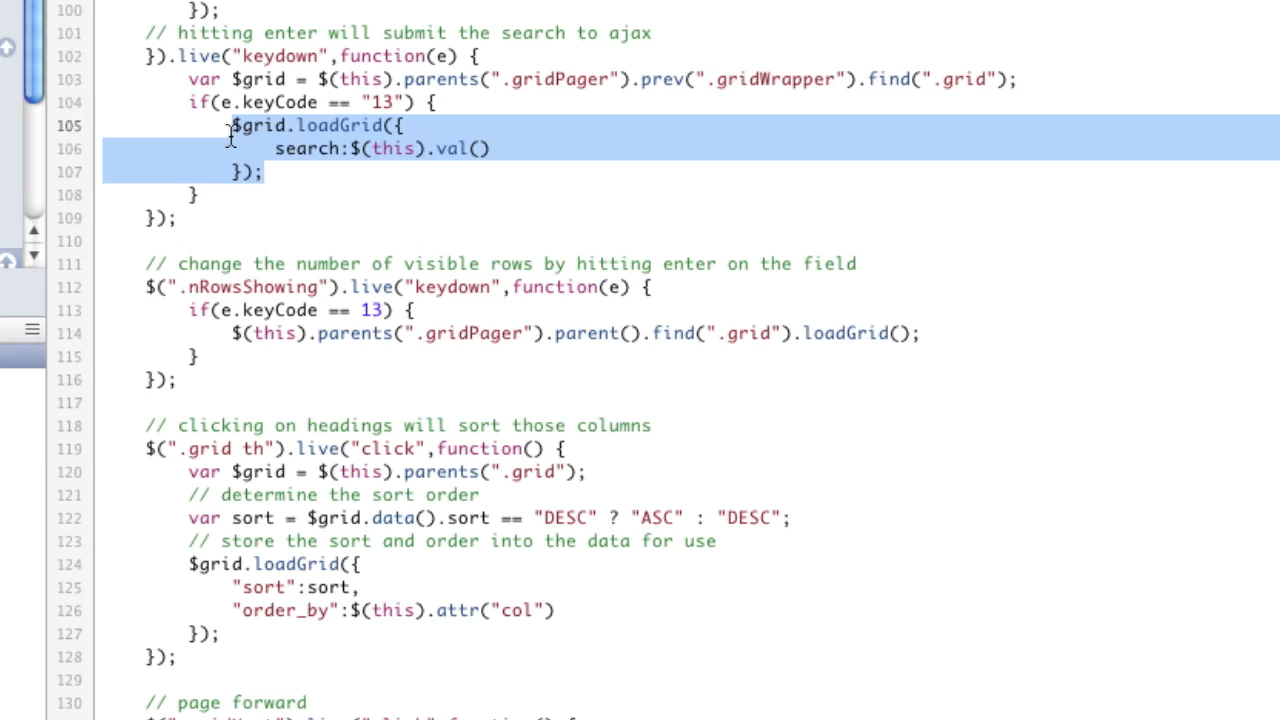 100 });
101 // hitting enter will submit the search to ajax
102 }).live("keydown",function(e) {
103 var $grid = $(this).parents(".gridPager").prev(".gridWrapper").find(".grid");
104 if(e.keyCode == "13") {
105 $grid.loadGrid({
106 search:$(this).val()
107 });
108 }
109 });
110
111 // change the number of visible rows by hitting enter on the field
112 $(".nRowsShowing").live("keydown",function(e) {
113 if(e.keyCode == 13) {
114 $(this).parents(".gridPager").parent().find(".grid").loadGrid();
115 }
116 });
117
118 // clicking on headings will sort those columns
119 $(".grid th").live("click",function() {
120 var $grid = $(this).parents(".grid");
121 // determine the sort order
122 var sort = $grid.data().sort == "DESC" ? "ASC" : "DESC";
123 // store the sort and order into the data for use
124 $grid.loadGrid({
125 "sort":sort,
126 "order_by":$(this).attr("col")
127 });
128 });
129
130 // page forward